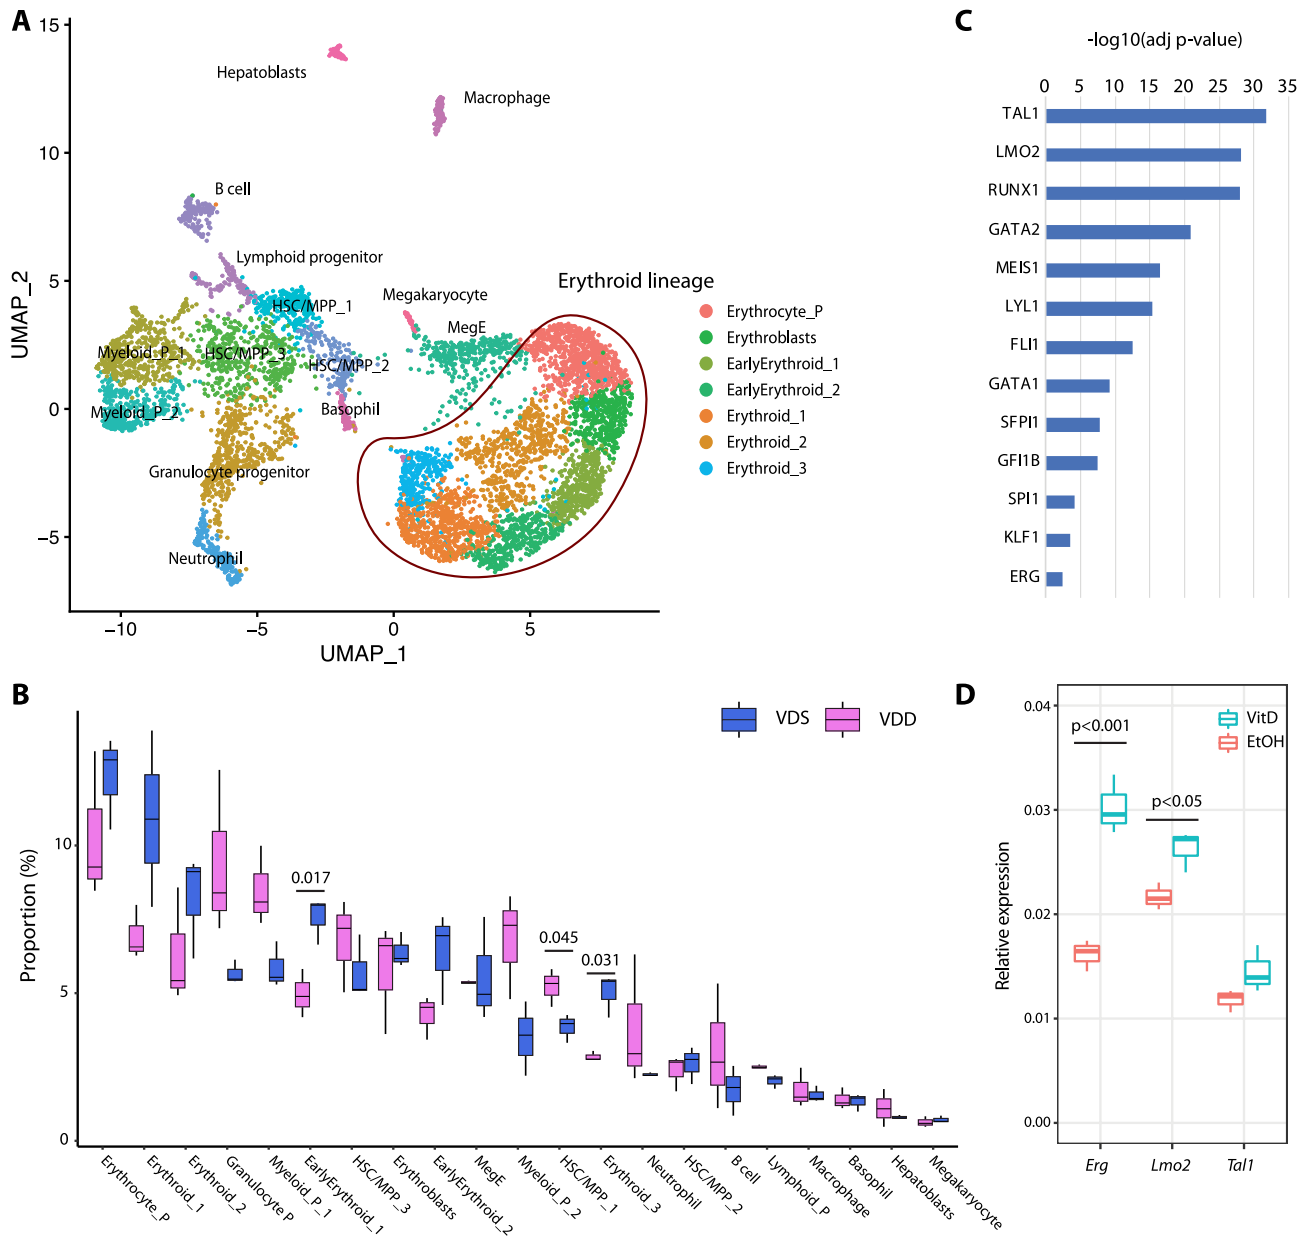 A
15
10
5
0
−5
UMAP_2
−10
−5
0
5
UMAP_1
Hepatoblasts
Macrophage
B cell
Lymphoid progenitor
HSC/MPP_1
Megakaryocyte
MegE
Myeloid_P_1
HSC/MPP_3
HSC/MPP_2
Myeloid_P_2
Basophil
Granulocyte progenitor
Neutrophil
Erythroid lineage
Erythrocyte_P
Erythroblasts
EarlyErythroid_1
EarlyErythroid_2
Erythroid_1
Erythroid_2
Erythroid_3
C
-log10(adj p-value)
0 5 10 15 20 25 30 35
TAL1
LMO2
RUNX1
GATA2
MEIS1
LYL1
FLI1
GATA1
SFPI1
GFI1B
SPI1
KLF1
ERG
B
VDS VDD
Proportion (%)
10
5
0
0.017
0.045
0.031
Erythrocyte_P
Erythroid_1
Erythroid_2
Granulocyte P
Myeloid_P_1
EarlyErythroid_1
HSC/MPP_3
Erythroblasts
EarlyErythroid_2
MegE
Myeloid_P_2
HSC/MPP_1
Erythroid_3
Neutrophil
HSC/MPP_2
B cell
Lymphoid_P
Macrophage
Basophil
Hepatoblasts
Megakaryocyte
D
Relative expression
0.04
0.03
0.02
0.01
0.00
p<0.001
p<0.05
VitD
EtOH
Erg
Lmo2
Tal1